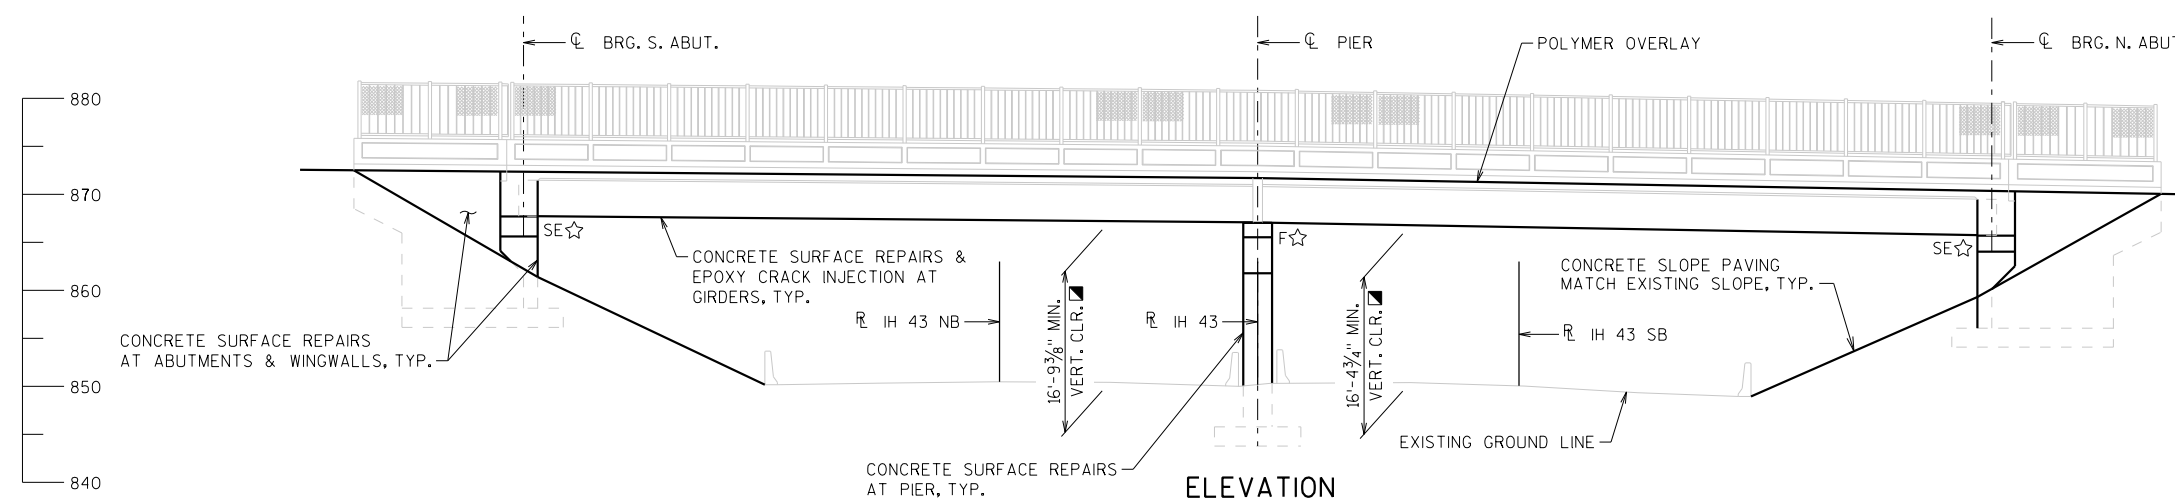 ℄ BRG. S. ABUT.
℄ PIER
POLYMER OVERLAY
℄ BRG. N. ABUT
880
870
860
850
840
SE☆
F☆
SE☆
CONCRETE SURFACE REPAIRS &
EPOXY CRACK INJECTION AT
GIRDERS, TYP.
CONCRETE SLOPE PAVING
MATCH EXISTING SLOPE, TYP.
CONCRETE SURFACE REPAIRS
AT ABUTMENTS & WINGWALLS, TYP.
RL IH 43 NB
16'-9⅜" MIN.
VERT. CLR.
RL IH 43
16'-4¾" MIN.
VERT. CLR.
RL IH 43 SB
EXISTING GROUND LINE
CONCRETE SURFACE REPAIRS
AT PIER, TYP.
ELEVATION